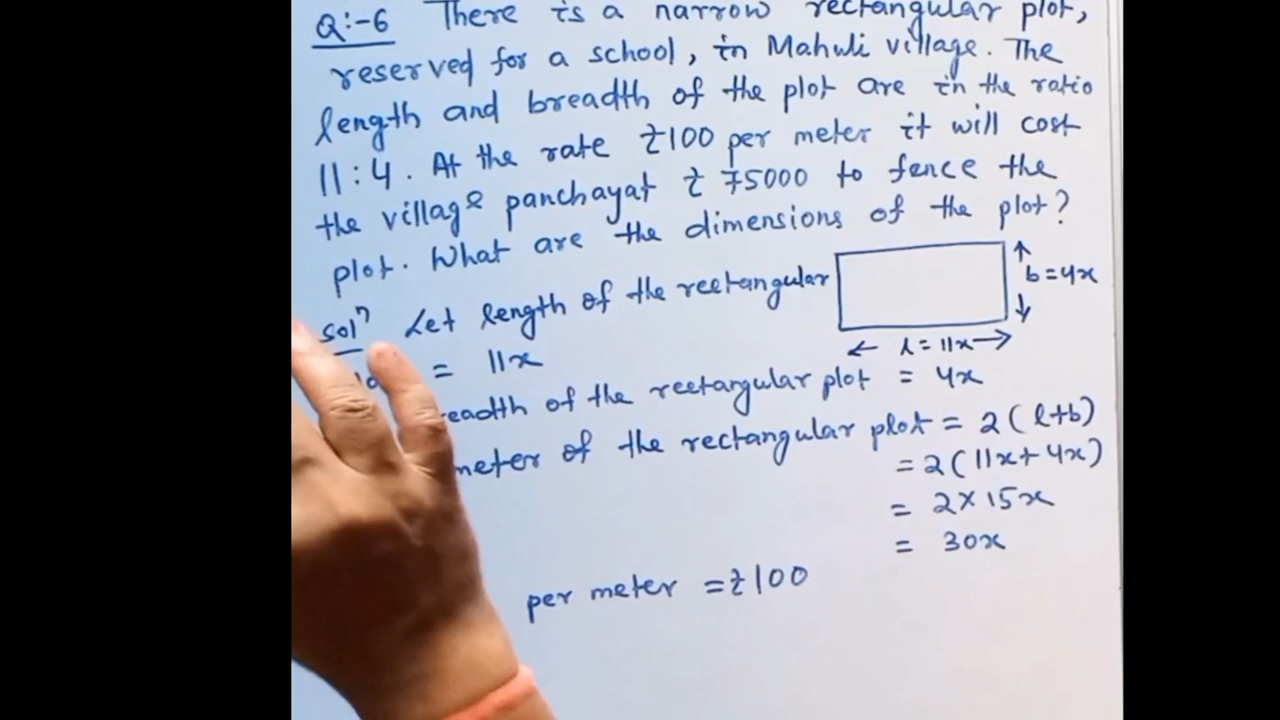 Q:-6 There is a narrow rectangular plot,
reserved for a school, in Mahuli village. The
length and breadth of the plot are in the ratio
11:4. At the rate ₹100 per meter it will cost
the village panchayat ₹ 75000 to fence the
plot. What are the dimensions of the plot?
Solⁿ Let length of the rectangular
= 11x
b=4x
l=11x
readth of the rectangular plot = 4x
meter of the rectangular plot = 2(l+b)
= 2(11x+4x)
= 2×15x
= 30x
per meter =₹100